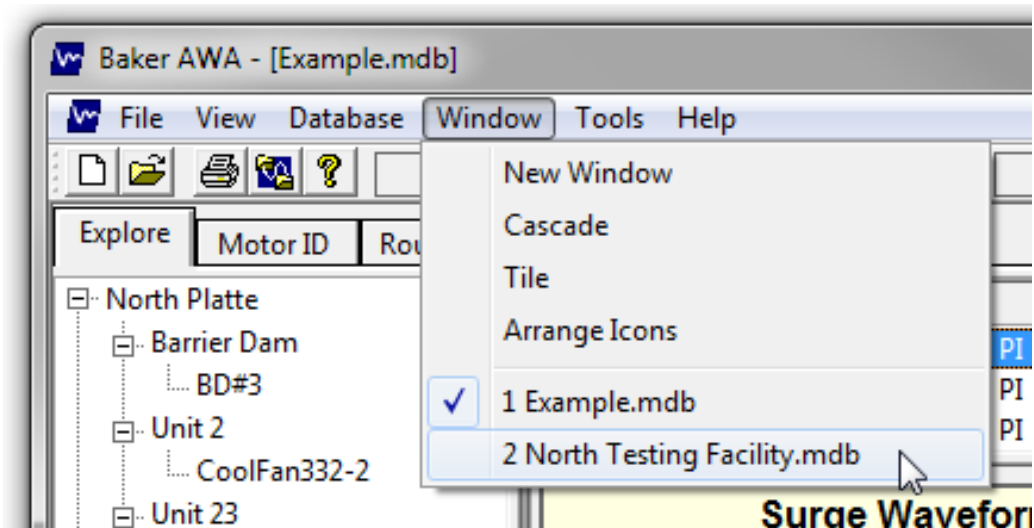 Baker AWA - [Example.mdb]
File View Database Window Tools Help
New Window
Cascade
Tile
Arrange Icons
1 Example.mdb
2 North Testing Facility.mdb
Explore Motor ID
North Platte
Barrier Dam
BD#3
Unit 2
CoolFan332-2
Unit 23
PI
PI
PI
Surge